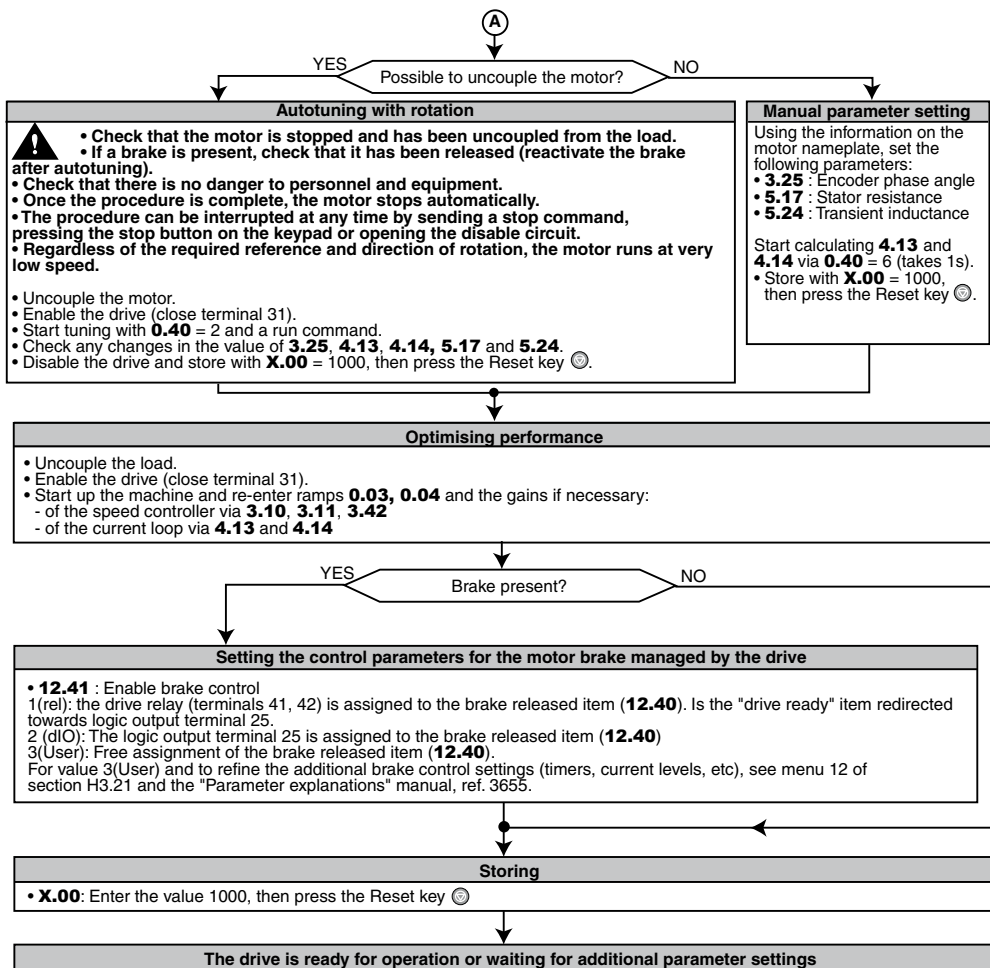 A
YES
Possible to uncouple the motor?
NO
Autotuning with rotation
• Check that the motor is stopped and has been uncoupled from the load.
• If a brake is present, check that it has been released (reactivate the brake
after autotuning).
• Check that there is no danger to personnel and equipment.
• Once the procedure is complete, the motor stops automatically.
• The procedure can be interrupted at any time by sending a stop command,
pressing the stop button on the keypad or opening the disable circuit.
• Regardless of the required reference and direction of rotation, the motor runs at very
low speed.
• Uncouple the motor.
• Enable the drive (close terminal 31).
• Start tuning with 0.40 = 2 and a run command.
• Check any changes in the value of 3.25, 4.13, 4.14, 5.17 and 5.24.
• Disable the drive and store with X.00 = 1000, then press the Reset key.
Manual parameter setting
Using the information on the
motor nameplate, set the
following parameters:
• 3.25 : Encoder phase angle
• 5.17 : Stator resistance
• 5.24 : Transient inductance
Start calculating 4.13 and
4.14 via 0.40 = 6 (takes 1s).
• Store with X.00 = 1000,
then press the Reset key.
Optimising performance
• Uncouple the load.
• Enable the drive (close terminal 31).
• Start up the machine and re-enter ramps 0.03, 0.04 and the gains if necessary:
- of the speed controller via 3.10, 3.11, 3.42
- of the current loop via 4.13 and 4.14
YES
Brake present?
NO
Setting the control parameters for the motor brake managed by the drive
• 12.41 : Enable brake control
1(rel): the drive relay (terminals 41, 42) is assigned to the brake released item (12.40). Is the "drive ready" item redirected
towards logic output terminal 25.
2 (dIO): The logic output terminal 25 is assigned to the brake released item (12.40)
3(User): Free assignment of the brake released item (12.40).
For value 3(User) and to refine the additional brake control settings (timers, current levels, etc), see menu 12 of
section H3.21 and the "Parameter explanations" manual, ref. 3655.
Storing
• X.00: Enter the value 1000, then press the Reset key
The drive is ready for operation or waiting for additional parameter settings